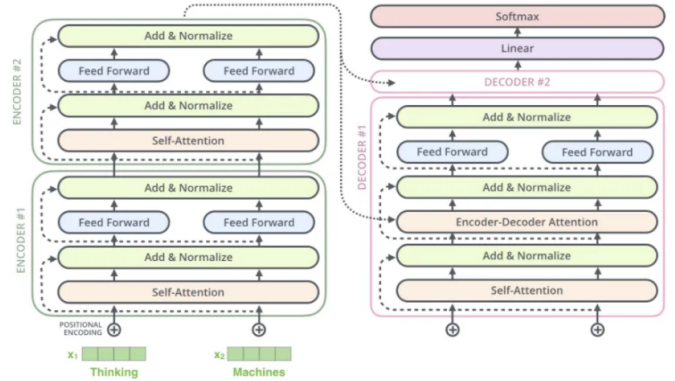 ENCODER #2
Add & Normalize
Feed Forward
Feed Forward
Add & Normalize
Self-Attention
ENCODER #1
Add & Normalize
Feed Forward
Feed Forward
Add & Normalize
Self-Attention
POSITIONAL
ENCODING
x₁
x₂
Thinking
Machines
Softmax
Linear
DECODER #2
DECODER #1
Add & Normalize
Feed Forward
Feed Forward
Add & Normalize
Encoder-Decoder Attention
Add & Normalize
Self-Attention